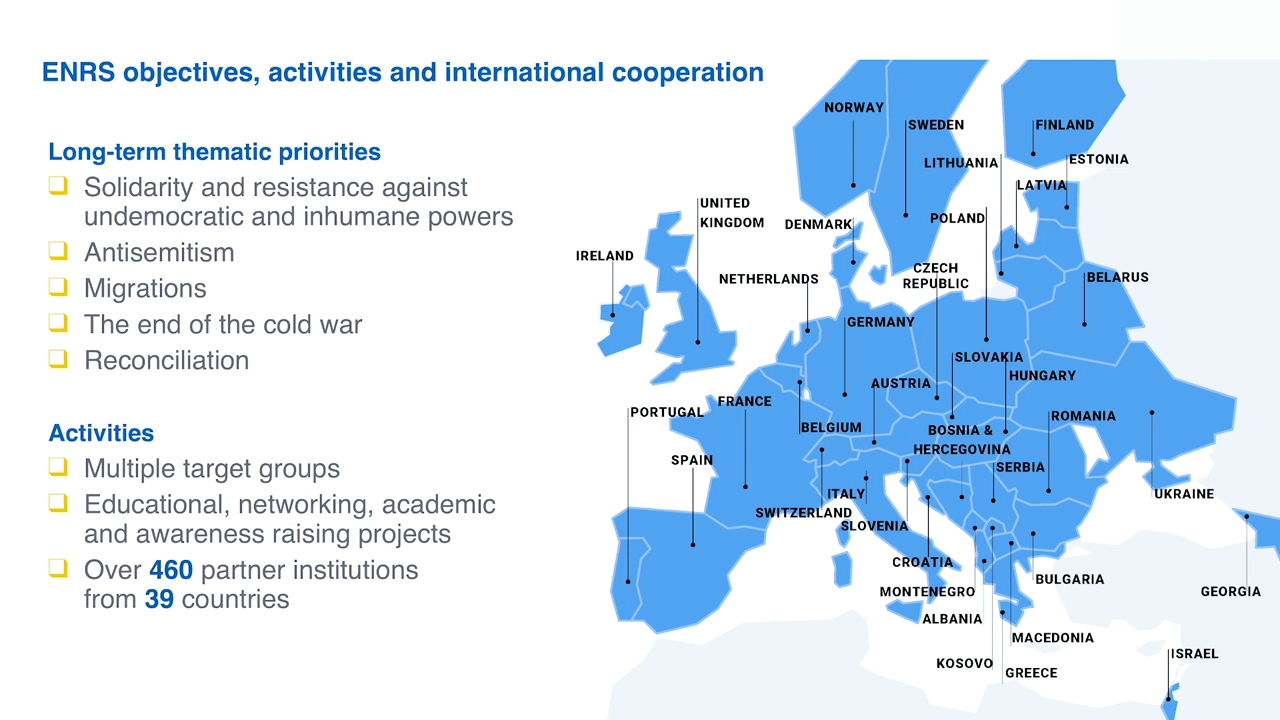 ENRS objectives, activities and international cooperation
Long-term thematic priorities
❑ Solidarity and resistance against
undemocratic and inhumane powers
❑ Antisemitism
❑ Migrations
❑ The end of the cold war
❑ Reconciliation
Activities
❑ Multiple target groups
❑ Educational, networking, academic
and awareness raising projects
❑ Over 460 partner institutions
from 39 countries
NORWAY
SWEDEN
FINLAND
LITHUANIA
ESTONIA
LATVIA
UNITED
KINGDOM
DENMARK
POLAND
IRELAND
NETHERLANDS
CZECH
REPUBLIC
BELARUS
GERMANY
SLOVAKIA
HUNGARY
AUSTRIA
FRANCE
PORTUGAL
BELGIUM
BOSNIA &
HERCEGOVINA
ROMANIA
SPAIN
SERBIA
ITALY
UKRAINE
SWITZERLAND
SLOVENIA
CROATIA
BULGARIA
MONTENEGRO
GEORGIA
ALBANIA
MACEDONIA
ISRAEL
KOSOVO
GREECE